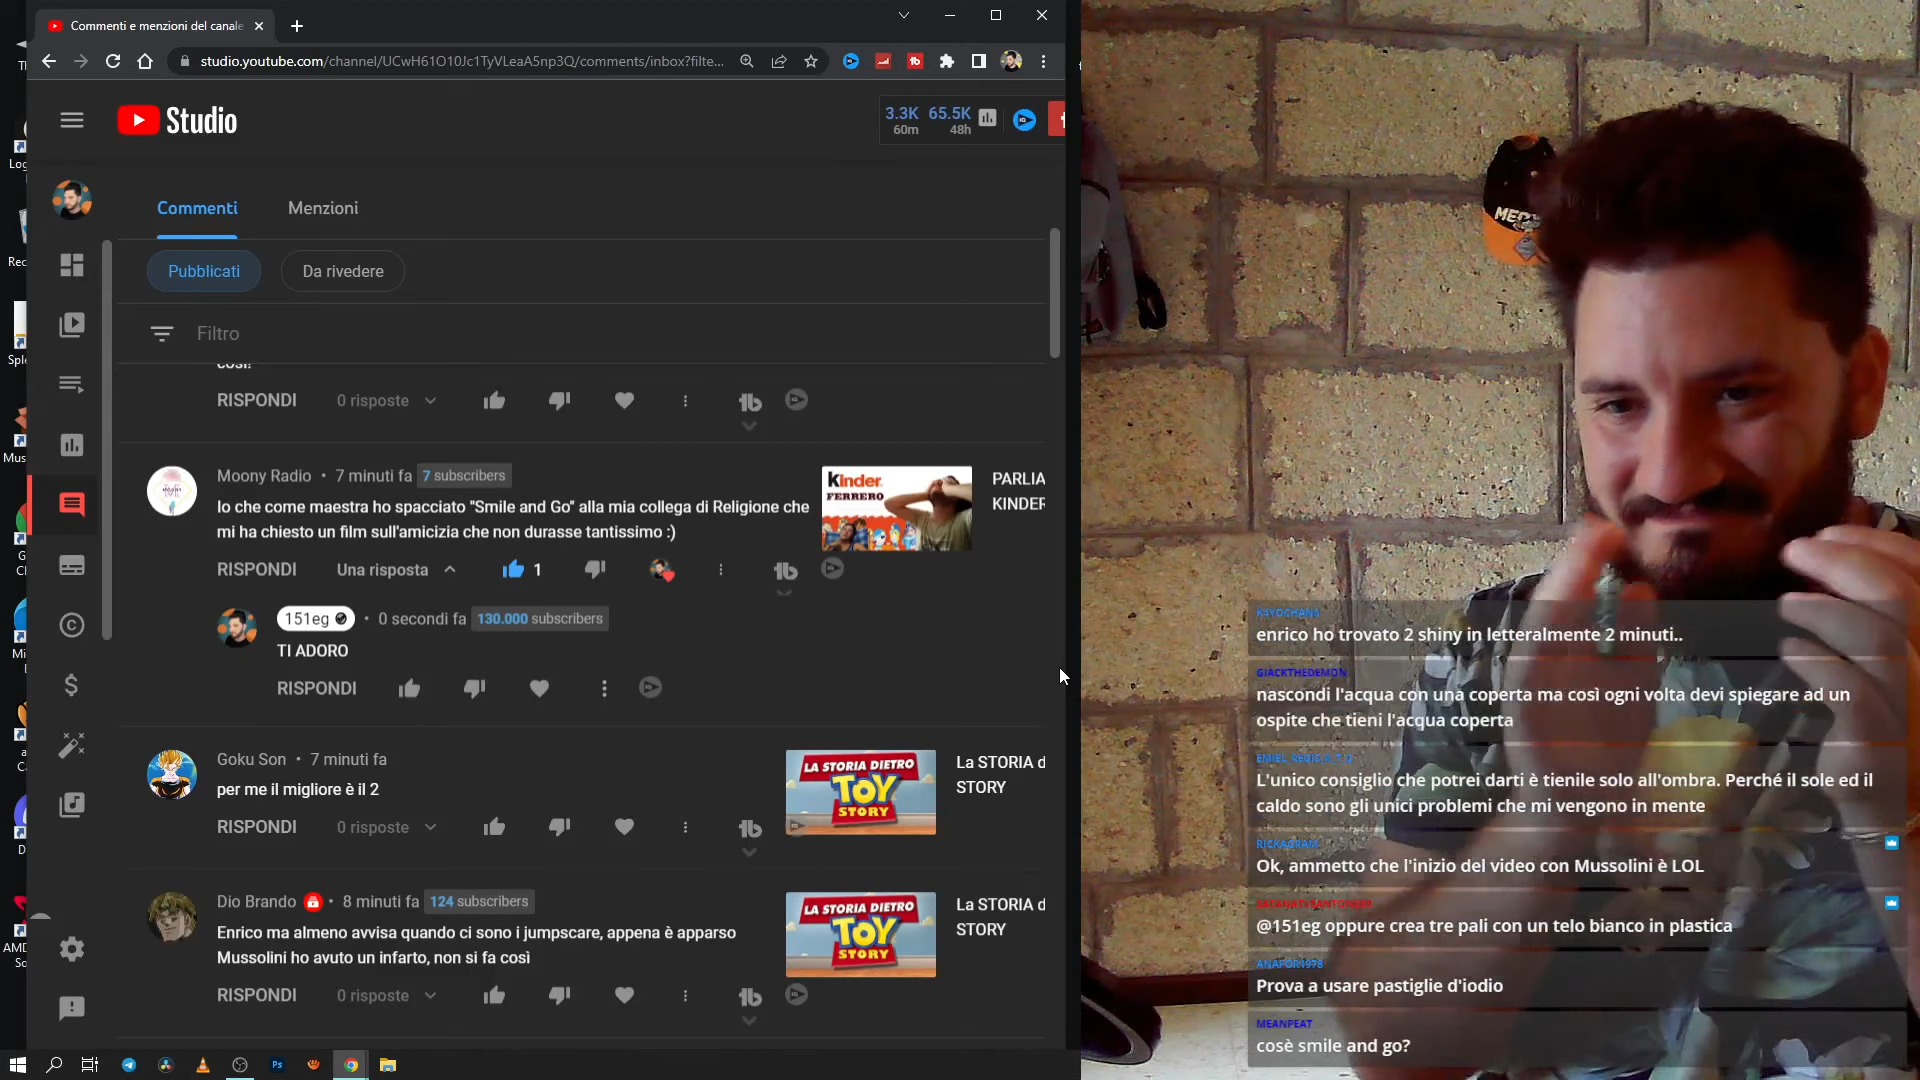 Commenti e menzioni del canale
studio.youtube.com/channel/UCwH61O10Jc1TyVLeaA5np3Q/comments/inbox?filte...
Studio
3.3K 65.5K
60m 48h
Commenti Menzioni
Pubblicati Da rivedere
Filtro
così!
RISPONDI 0 risposte
Moony Radio • 7 minuti fa 7 subscribers
Io che come maestra ho spacciato "Smile and Go" alla mia collega di Religione che
mi ha chiesto un film sull'amicizia che non durasse tantissimo :)
Kinder
FERRERO
PARLIA
KINDER
RISPONDI Una risposta 1
151eg • 0 secondi fa 130.000 subscribers
TI ADORO
RISPONDI
Goku Son • 7 minuti fa
per me il migliore è il 2
LA STORIA DIETRO
TOY
STORY
La STORIA d
STORY
RISPONDI 0 risposte
Dio Brando • 8 minuti fa 124 subscribers
Enrico ma almeno avvisa quando ci sono i jumpscare, appena è apparso
Mussolini ho avuto un infarto, non si fa così
LA STORIA DIETRO
TOY
STORY
La STORIA d
STORY
RISPONDI 0 risposte
Ps
KAYOCHANS
enrico ho trovato 2 shiny in letteralmente 2 minuti..
GIACKTHEDEMON
nascondi l'acqua con una coperta ma così ogni volta devi spiegare ad un
ospite che tieni l'acqua coperta
L'unico consiglio che potrei darti è tienile solo all'ombra. Perché il sole ed il
caldo sono gli unici problemi che mi vengono in mente
RICKAGRAM
Ok, ammetto che l'inizio del video con Mussolini è LOL
@151eg oppure crea tre pali con un telo bianco in plastica
Prova a usare pastiglie d'iodio
MEANPEAT
cosè smile and go?